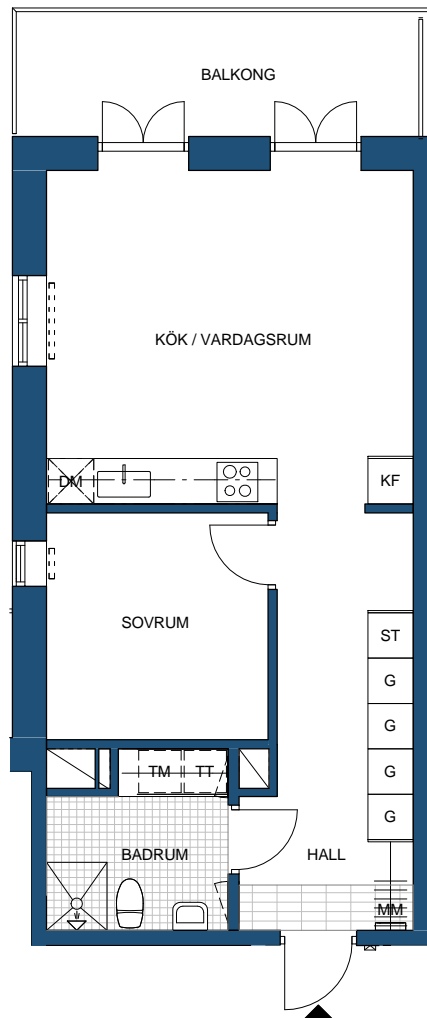 BALKONG
KÖK / VARDAGSRUM
DM
KF
SOVRUM
ST
G
G
G
G
TM TT
BADRUM
HALL
MM